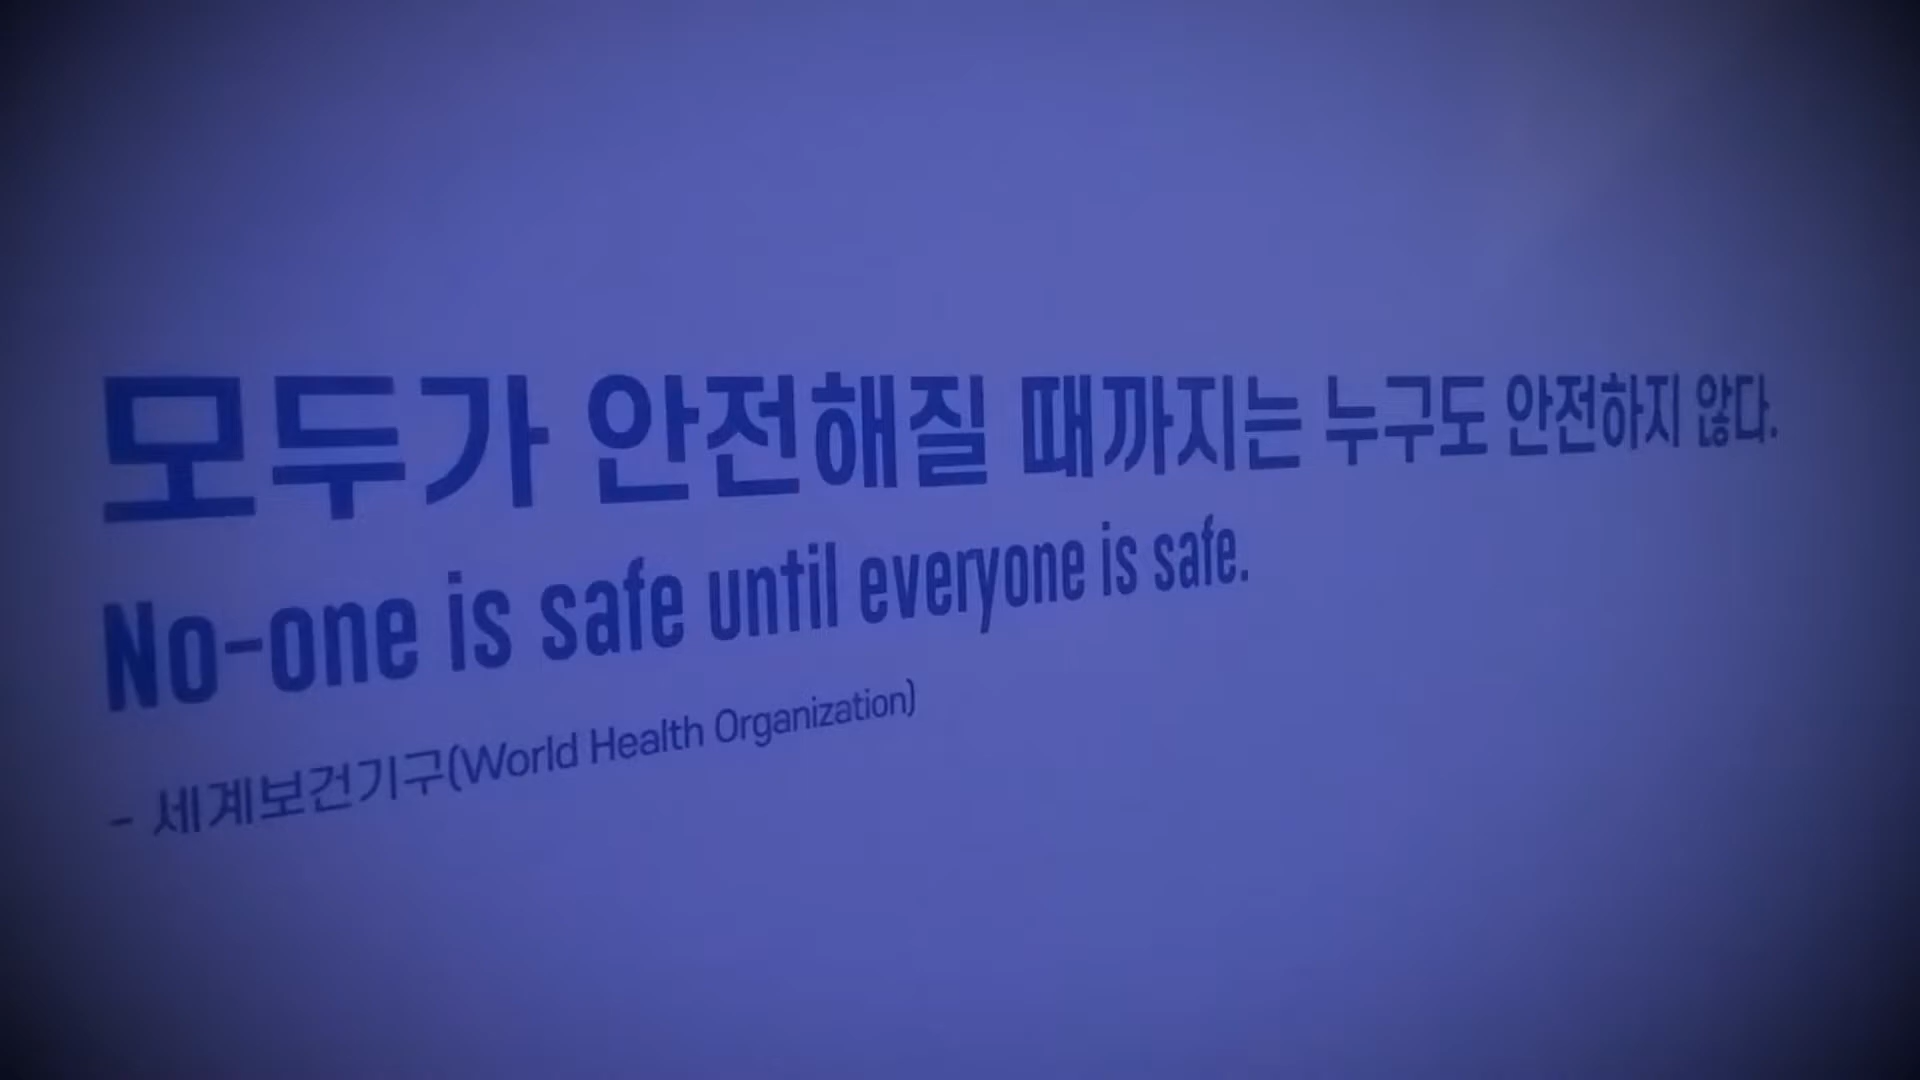 모두가 안전해질 때까지는 누구도 안전하지 않다.
No-one is safe until everyone is safe.
- 세계보건기구(World Health Organization)